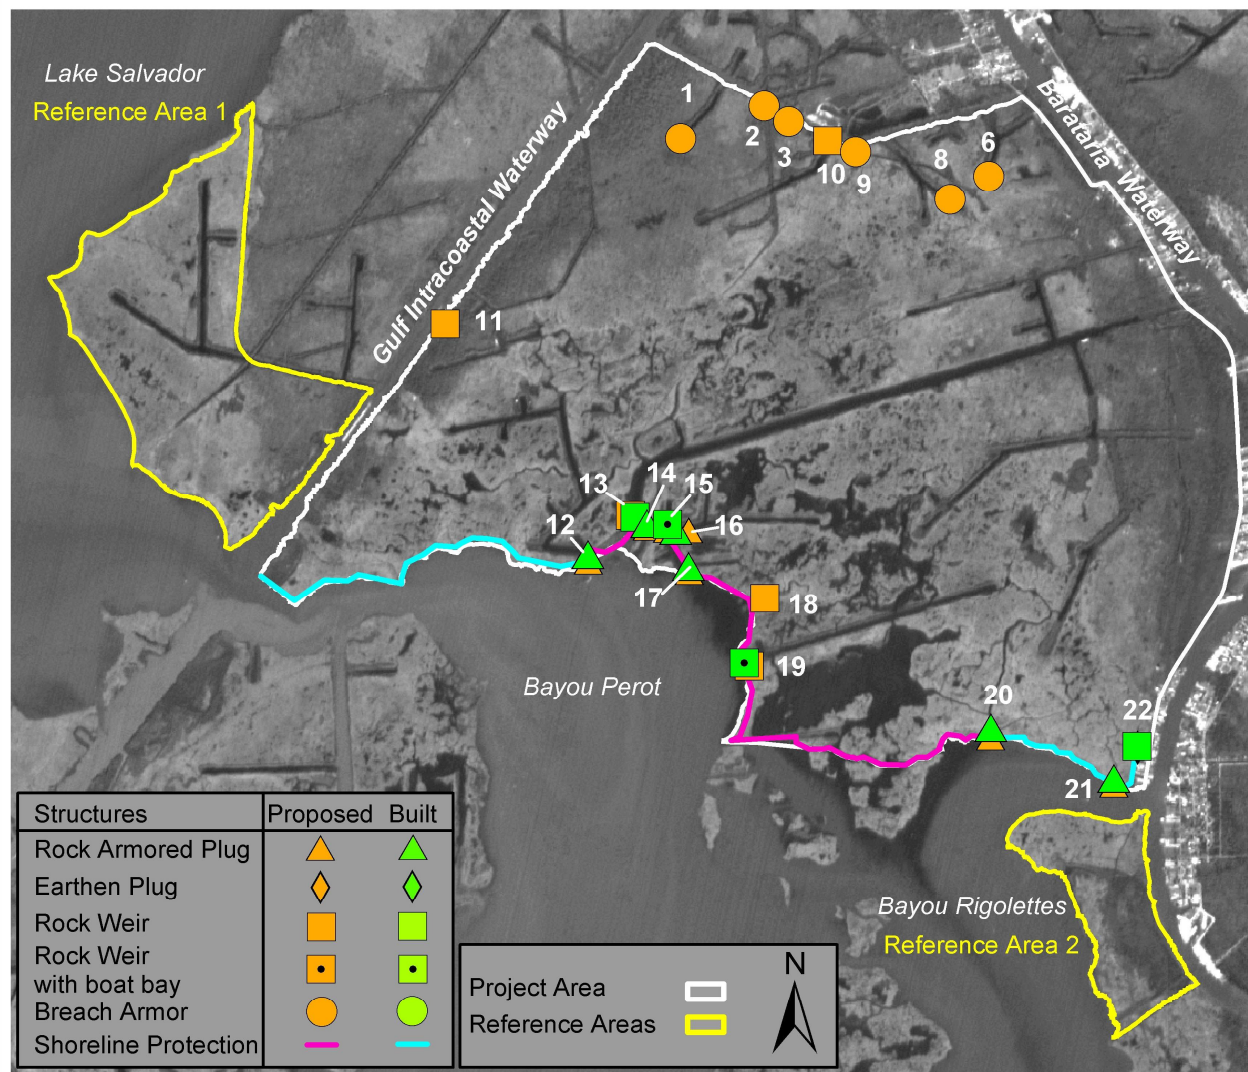 Lake Salvador
Reference Area 1
Gulf Intracoastal Waterway
Barataria Waterway
1
2
3
10
9
8
6
11
13
14
15
12
16
17
18
19
20
22
21
Bayou Perot
Bayou Rigolettes
Reference Area 2
Structures Proposed Built
Rock Armored Plug
Earthen Plug
Rock Weir
Rock Weir
with boat bay
Breach Armor
Shoreline Protection
Project Area
Reference Areas
N